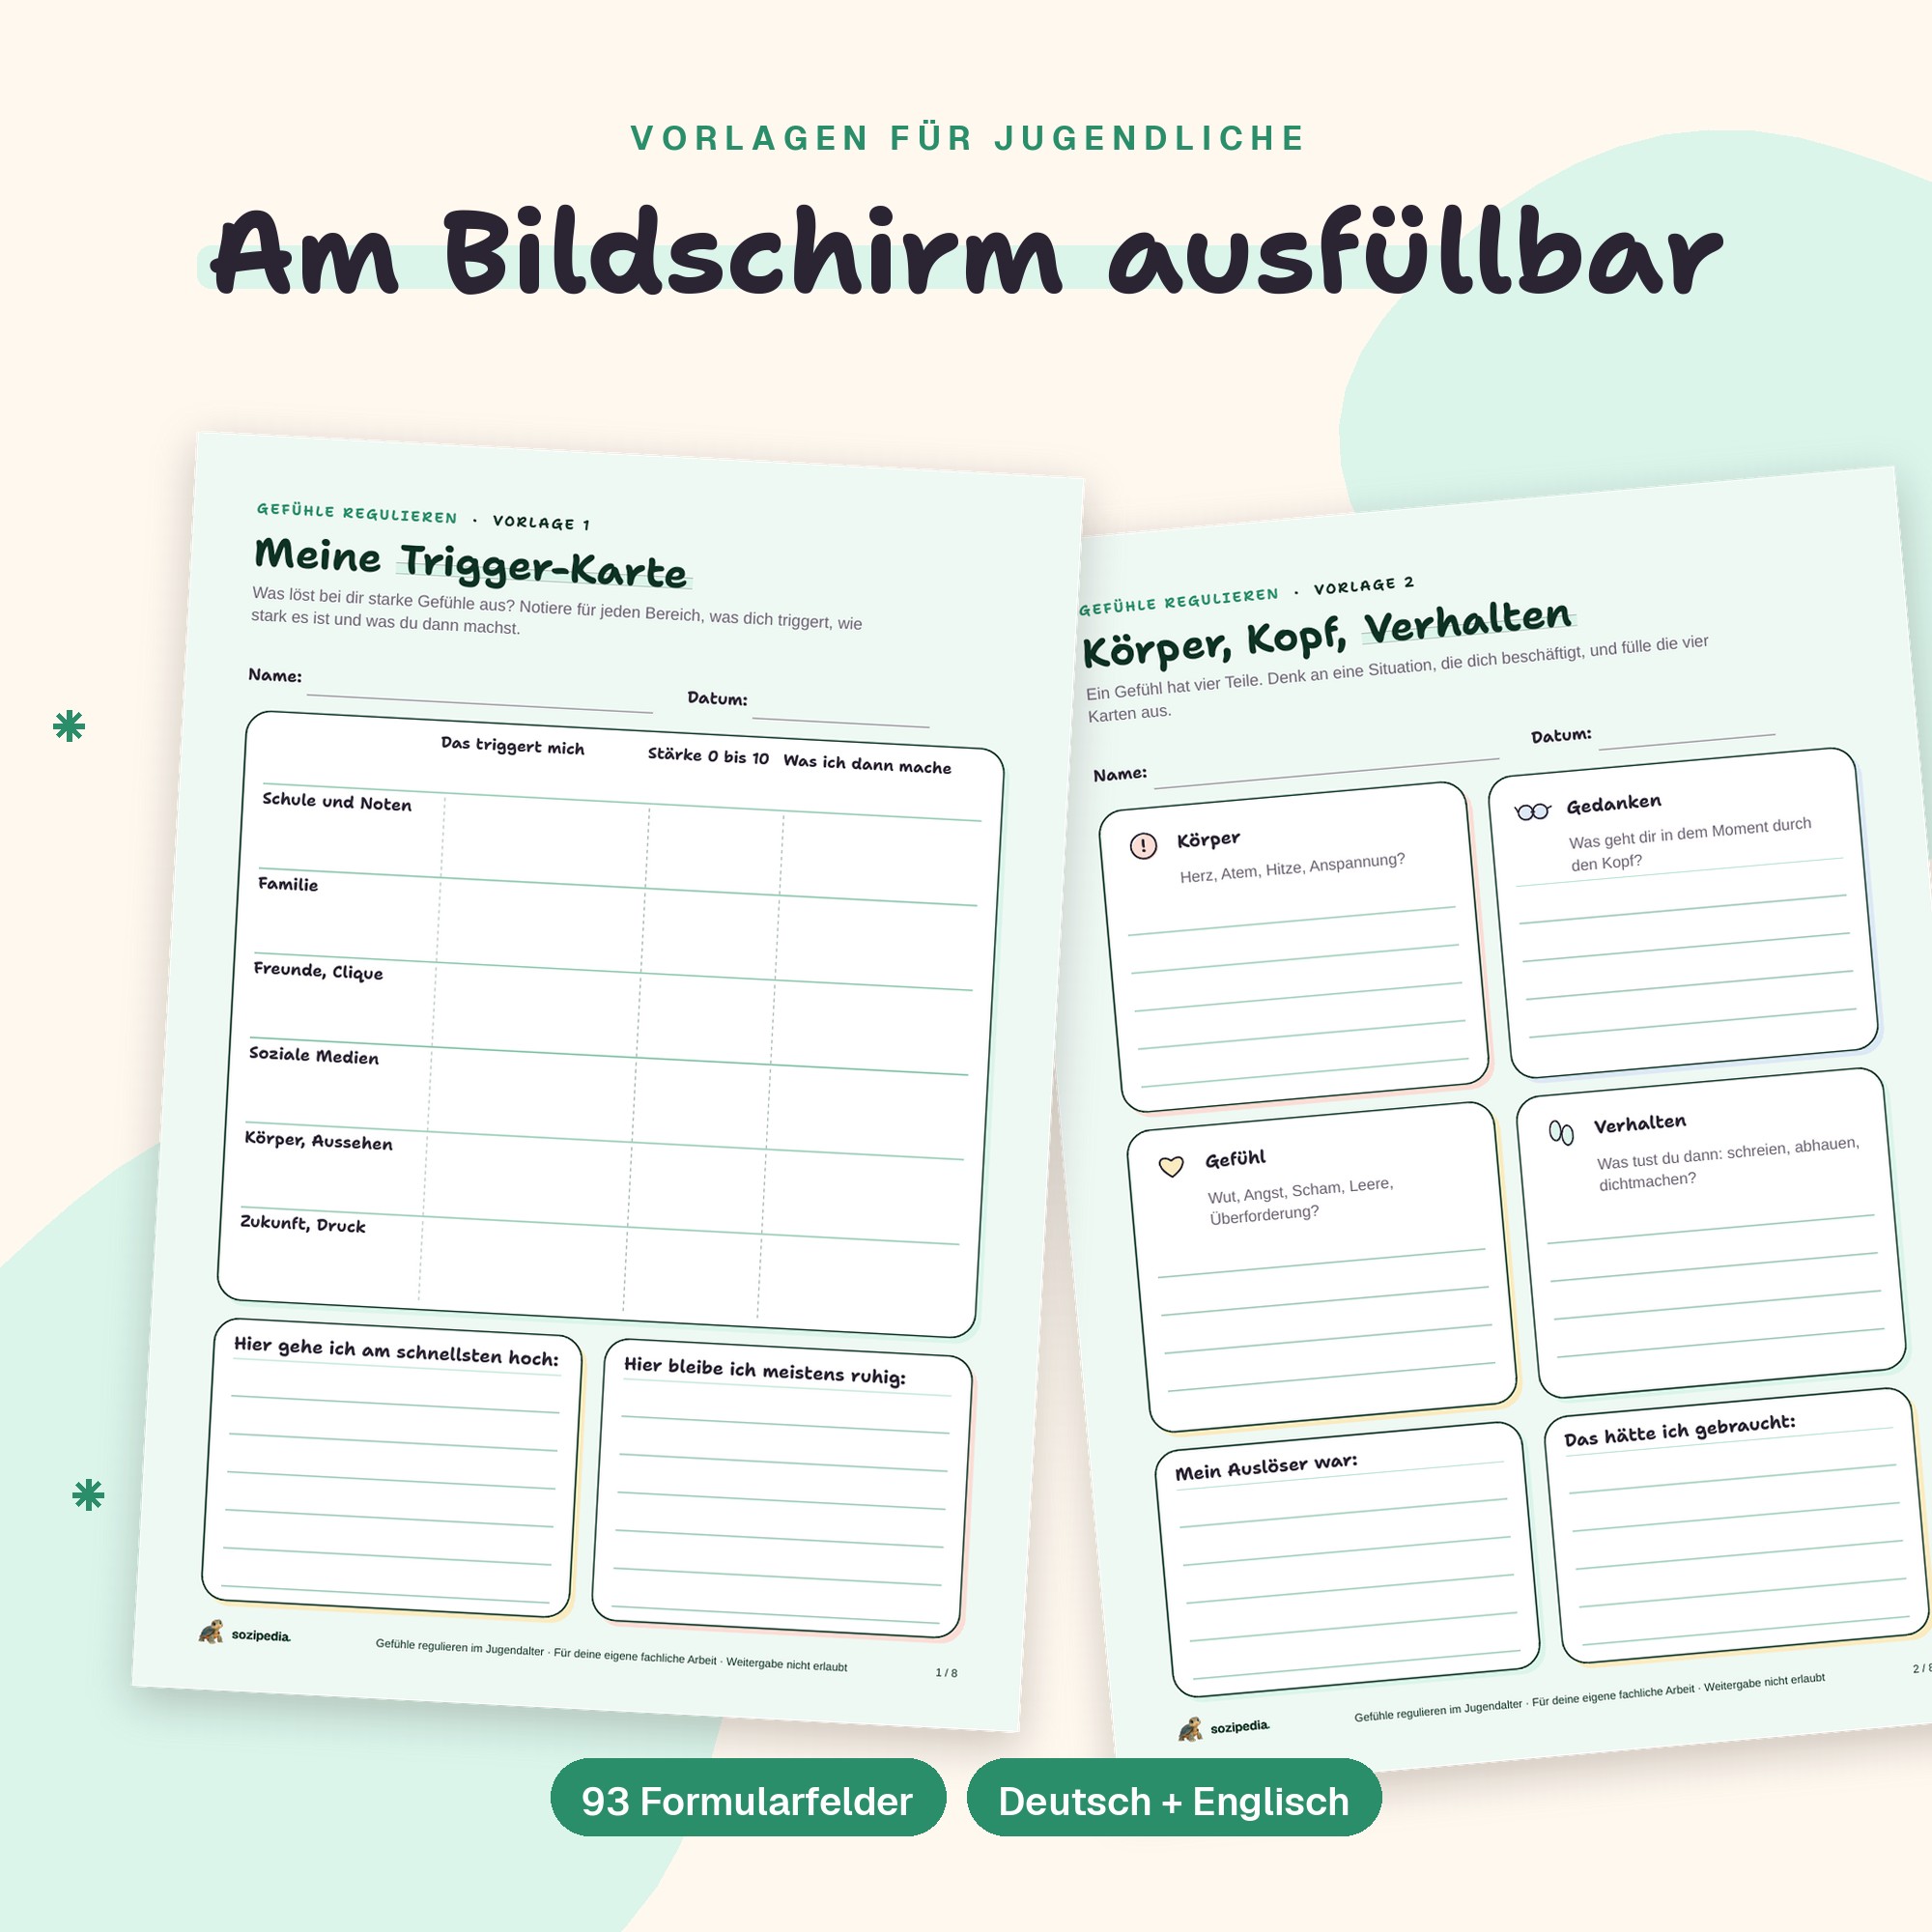 VORLAGEN FÜR JUGENDLICHE
Am Bildschirm ausfüllbar
GEFÜHLE REGULIEREN · VORLAGE 1
Meine Trigger-Karte
Was löst bei dir starke Gefühle aus? Notiere für jeden Bereich, was dich triggert, wie
stark es ist und was du dann machst.
Name:
Datum:
Das triggert mich
Stärke 0 bis 10
Was ich dann mache
Schule und Noten
Familie
Freunde, Clique
Soziale Medien
Körper, Aussehen
Zukunft, Druck
Hier gehe ich am schnellsten hoch:
Hier bleibe ich meistens ruhig:
sozipedia.
Gefühle regulieren im Jugendalter · Für deine eigene fachliche Arbeit · Weitergabe nicht erlaubt
1 / 8
GEFÜHLE REGULIEREN · VORLAGE 2
Körper, Kopf, Verhalten
Ein Gefühl hat vier Teile. Denk an eine Situation, die dich beschäftigt, und fülle die vier
Karten aus.
Name:
Datum:
Körper
Herz, Atem, Hitze, Anspannung?
Gedanken
Was geht dir in dem Moment durch
den Kopf?
Gefühl
Wut, Angst, Scham, Leere,
Überforderung?
Verhalten
Was tust du dann: schreien, abhauen,
dichtmachen?
Mein Auslöser war:
Das hätte ich gebraucht:
sozipedia.
Gefühle regulieren im Jugendalter · Für deine eigene fachliche Arbeit · Weitergabe nicht erlaubt
2 / 8
93 Formularfelder
Deutsch + Englisch